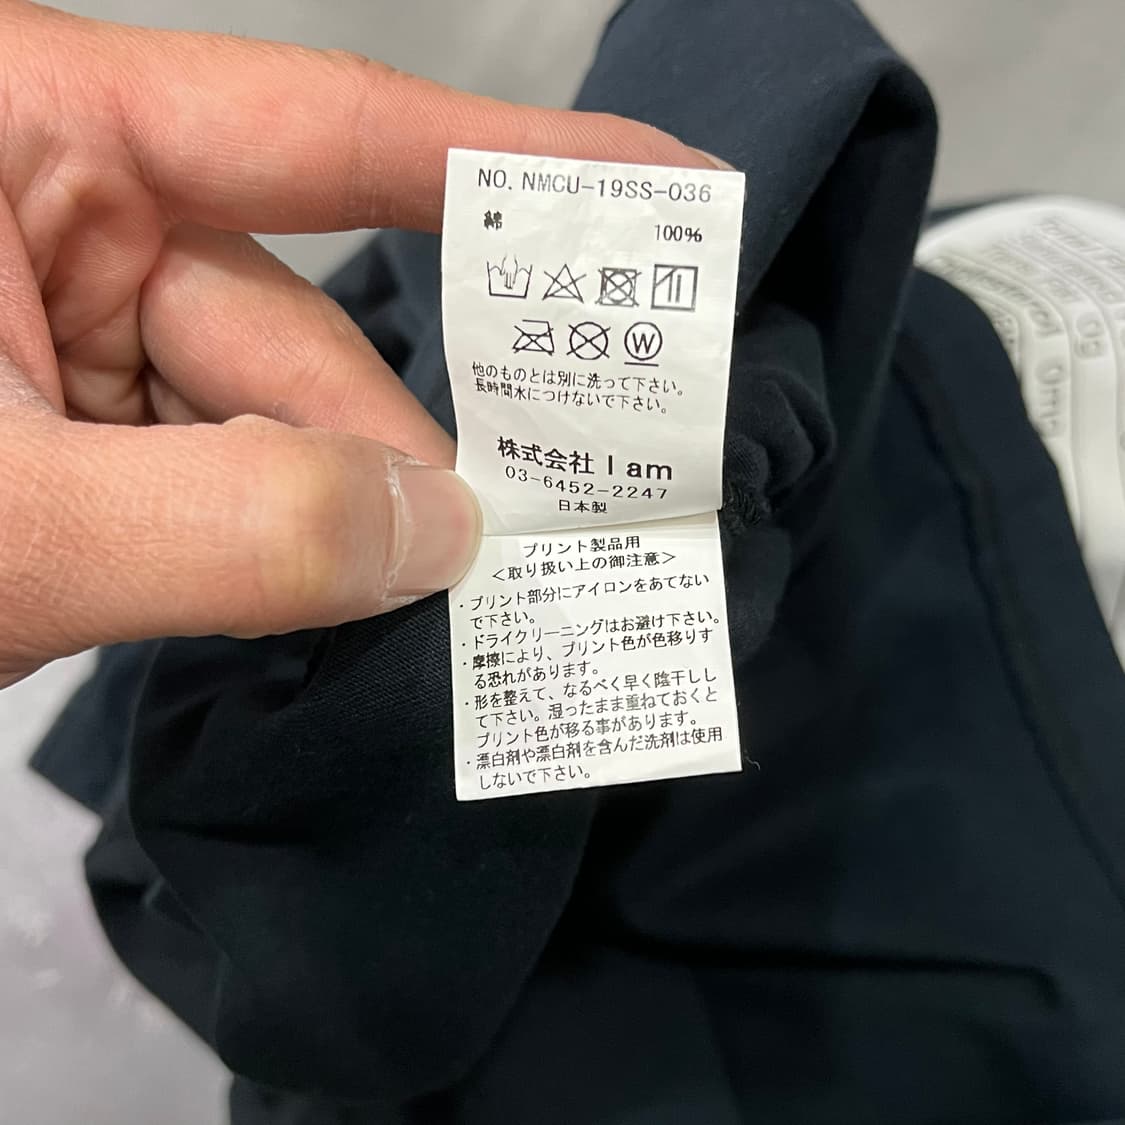 NO. NMCU-19SS-036
綿 100%
W
他のものとは別に洗って下さい。
長時間水につけないで下さい。
株式会社 I am
03-6452-2247
日本製
プリント製品用
<取り扱い上の御注意>
・プリント部分にアイロンをあてない
で下さい。
・ドライクリーニングはお避け下さい。
・摩擦により、プリント色が色移りす
る恐れがあります。
・形を整えて、なるべく早く陰干しし
て下さい。湿ったまま重ねておくと
プリント色が移る事があります。
・漂白剤や漂白剤を含んだ洗剤は使用
しないで下さい。